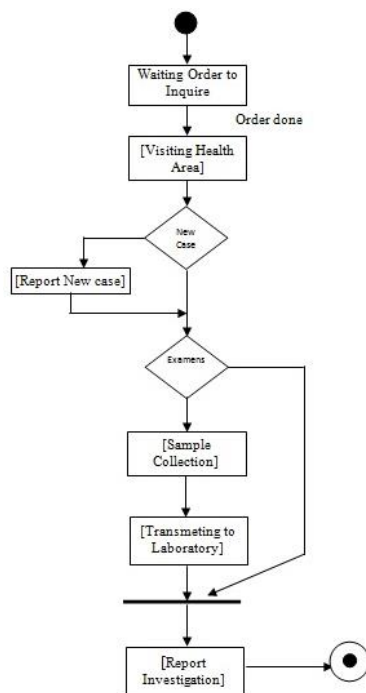 Waiting Order to
Inquire
Order done
[Visiting Health
Area]
New
Case
[Report New case]
Examens
[Sample
Collection]
[Transmeting to
Laboratory]
[Report
Investigation]